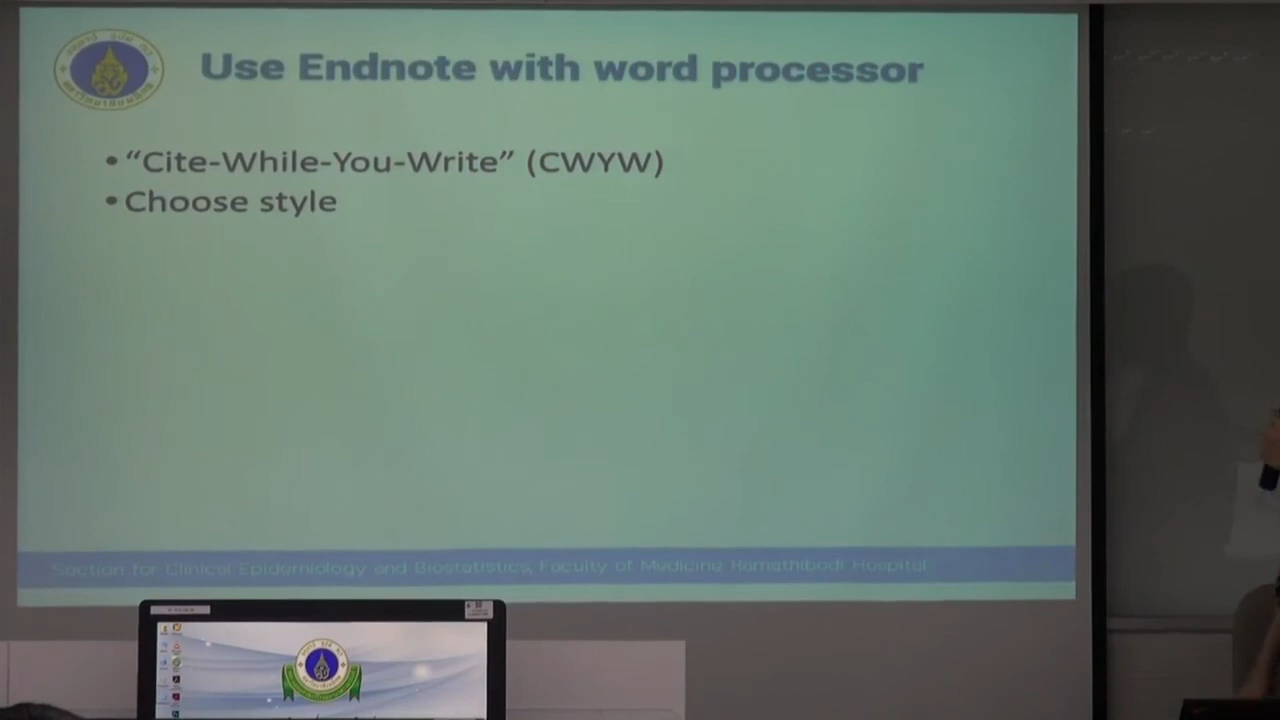 Use Endnote with word processor
• “Cite-While-You-Write” (CWYW)
• Choose style
Section for Clinical Epidemiology and Biostatistics, Faculty of Medicine Ramathibodi Hospital